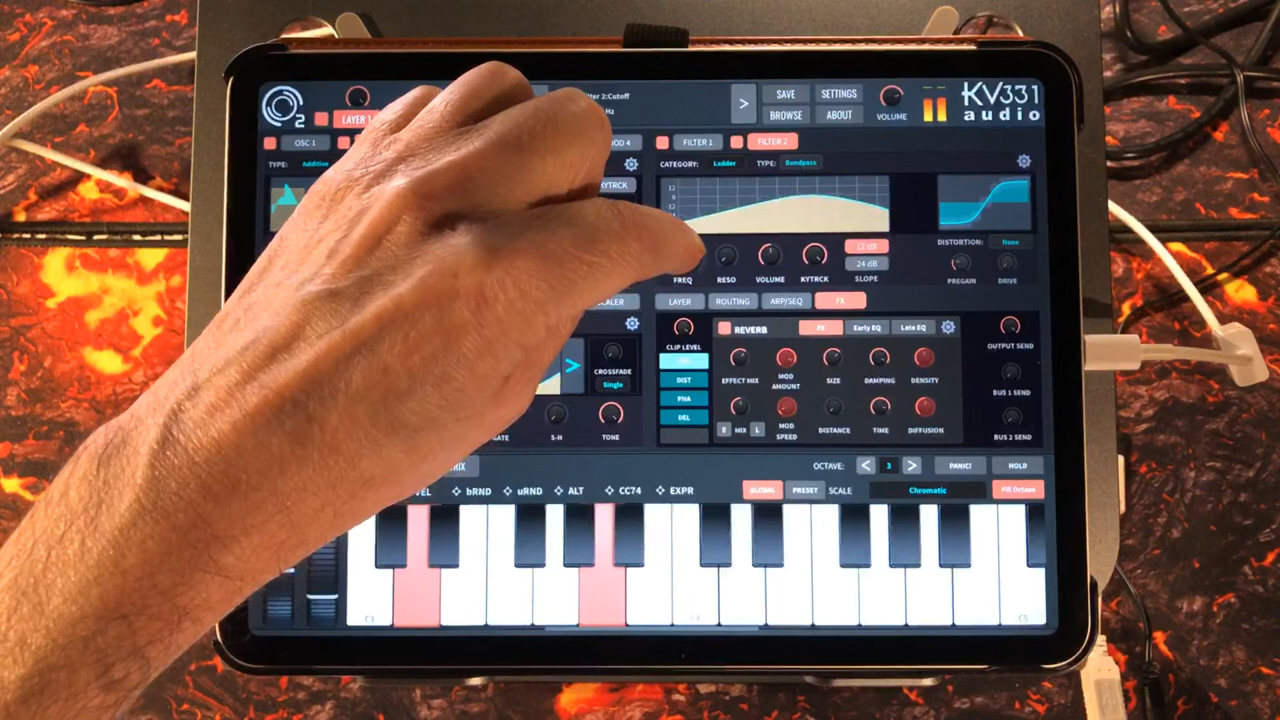 2
LAYER 1
Filter 2:Cutoff
Hz
>
SAVE
SETTINGS
BROWSE
ABOUT
VOLUME
KV331
audio
OSC 1
MOD 4
FILTER 1
FILTER 2
TYPE:
Additive
CATEGORY:
Ladder
TYPE:
Bandpass
KYTRCK
12
0
12
DISTORTION:
None
FREQ
RESO
VOLUME
KYTRCK
12 dB
24 dB
SLOPE
PREGAIN
DRIVE
LAYER
ROUTING
ARP/SEQ
FX
CLIP LEVEL
DIST
PHA
DEL
REVERB
FX
Early EQ
Late EQ
EFFECT MIX
MOD AMOUNT
SIZE
DAMPING
DENSITY
E MIX L
MOD SPEED
DISTANCE
TIME
DIFFUSION
OUTPUT SEND
BUS 1 SEND
BUS 2 SEND
>
CROSSFADE
Single
S-H
TONE
OCTAVE:
<
3
>
PANIC!
HOLD
bRND
uRND
ALT
CC74
EXPR
GLOBAL
PRESET
SCALE
Chromatic
Fill Octave
C3
C4
C5